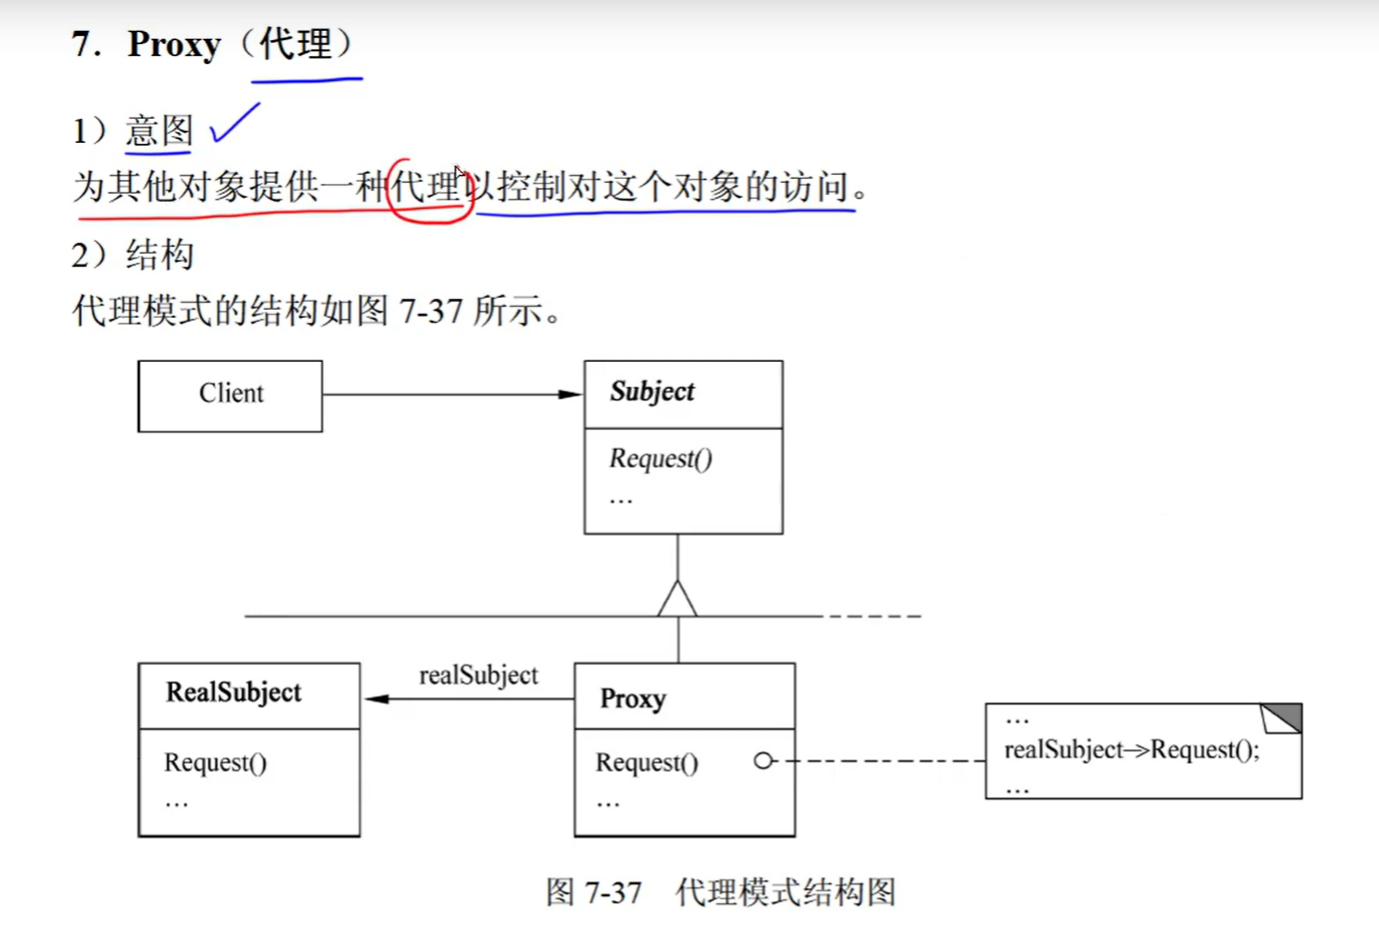 7. Proxy（代理）
1）意图
为其他对象提供一种代理以控制对这个对象的访问。
2）结构
代理模式的结构如图 7-37 所示。
Client
Subject
Request()
...
realSubject
RealSubject
Request()
...
Proxy
Request()
...
...
realSubject->Request();
...
图 7-37 代理模式结构图